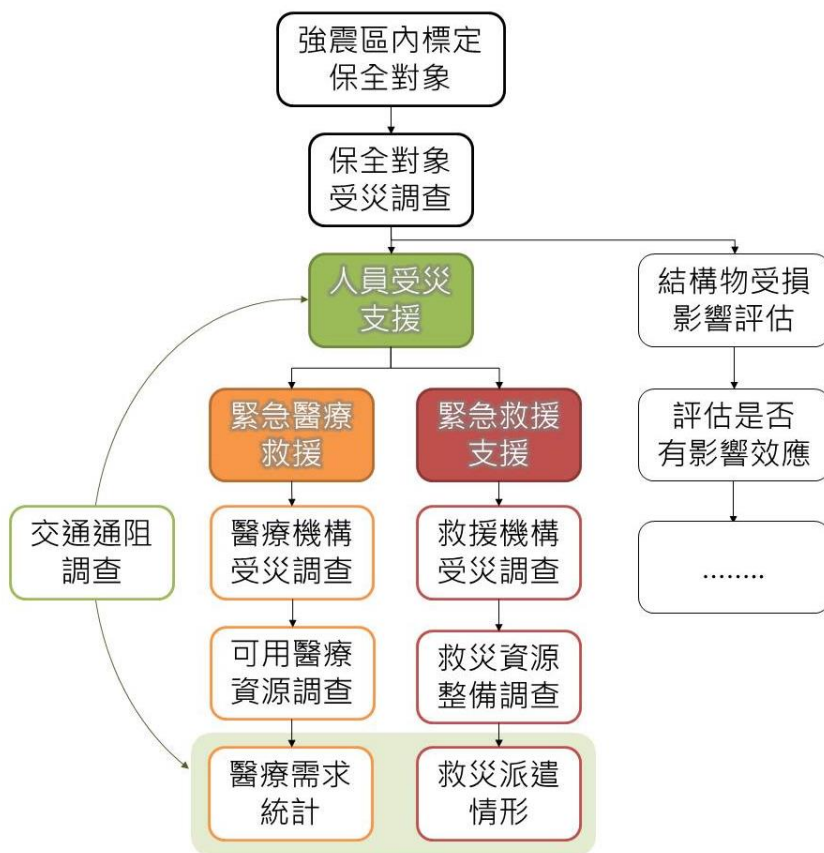 強震區內標定
保全對象
保全對象
受災調查
人員受災
支援
結構物受損
影響評估
緊急醫療
救援
緊急救援
支援
評估是否
有影響效應
交通通阻
調查
醫療機構
受災調查
救援機構
受災調查
........
可用醫療
資源調查
救災資源
整備調查
醫療需求
統計
救災派遣
情形